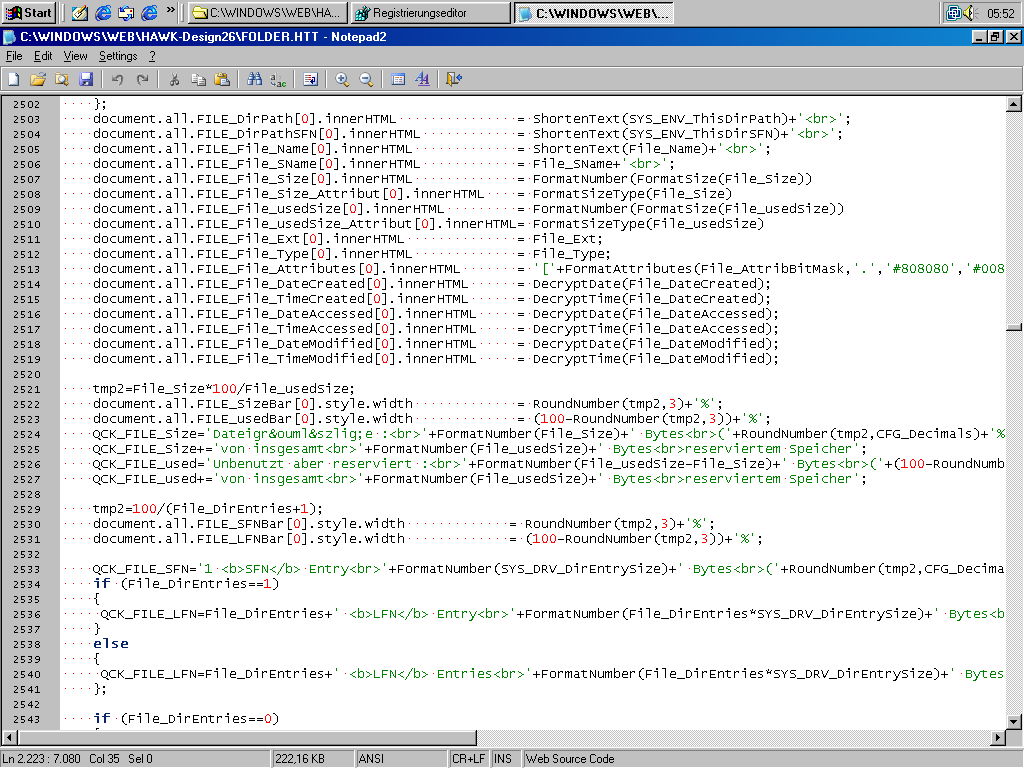 Start » C:\WINDOWS\WEB\HA... Registrierungseditor C:\WINDOWS\WEB\... 05:52
C:\WINDOWS\WEB\HAWK-Design26\FOLDER.HTT - Notepad2
File Edit View Settings ?
2502 };
2503 document.all.FILE_DirPath[0].innerHTML = ShortenText(SYS_ENV_ThisDirPath)+'<br>';
2504 document.all.FILE_DirPathSFN[0].innerHTML = ShortenText(SYS_ENV_ThisDirSFN)+'<br>';
2505 document.all.FILE_File_Name[0].innerHTML = ShortenText(File_Name)+'<br>';
2506 document.all.FILE_File_SName[0].innerHTML = File_SName+'<br>';
2507 document.all.FILE_File_Size[0].innerHTML = FormatNumber(FormatSize(File_Size))
2508 document.all.FILE_File_Size_Attribut[0].innerHTML = FormatSizeType(File_Size)
2509 document.all.FILE_File_usedSize[0].innerHTML = FormatNumber(FormatSize(File_usedSize))
2510 document.all.FILE_File_usedSize_Attribut[0].innerHTML= FormatSizeType(File_usedSize)
2511 document.all.FILE_File_Ext[0].innerHTML = File_Ext;
2512 document.all.FILE_File_Type[0].innerHTML = File_Type;
2513 document.all.FILE_File_Attributes[0].innerHTML = '['+FormatAttributes(File_AttribBitMask,'.','#808080','#008
2514 document.all.FILE_File_DateCreated[0].innerHTML = DecryptDate(File_DateCreated);
2515 document.all.FILE_File_TimeCreated[0].innerHTML = DecryptTime(File_DateCreated);
2516 document.all.FILE_File_DateAccessed[0].innerHTML = DecryptDate(File_DateAccessed);
2517 document.all.FILE_File_TimeAccessed[0].innerHTML = DecryptTime(File_DateAccessed);
2518 document.all.FILE_File_DateModified[0].innerHTML = DecryptDate(File_DateModified);
2519 document.all.FILE_File_TimeModified[0].innerHTML = DecryptTime(File_DateModified);
2520
2521 tmp2=File_Size*100/File_usedSize;
2522 document.all.FILE_SizeBar[0].style.width = RoundNumber(tmp2,3)+'%';
2523 document.all.FILE_usedBar[0].style.width = (100-RoundNumber(tmp2,3))+'%';
2524 QCK_FILE_Size='Dateigr&ouml&szlig;e :<br>'+FormatNumber(File_Size)+' Bytes<br>('+RoundNumber(tmp2,CFG_Decimals)+'%
2525 QCK_FILE_Size+='von insgesamt<br>'+FormatNumber(File_usedSize)+' Bytes<br>reserviertem Speicher';
2526 QCK_FILE_used='Unbenutzt aber reserviert :<br>'+FormatNumber(File_usedSize-File_Size)+' Bytes<br>('+(100-RoundNumb
2527 QCK_FILE_used+='von insgesamt<br>'+FormatNumber(File_usedSize)+' Bytes<br>reserviertem Speicher';
2528
2529 tmp2=100/(File_DirEntries+1);
2530 document.all.FILE_SFNBar[0].style.width = RoundNumber(tmp2,3)+'%';
2531 document.all.FILE_LFNBar[0].style.width = (100-RoundNumber(tmp2,3))+'%';
2532
2533 QCK_FILE_SFN='1 <b>SFN</b> Entry<br>'+FormatNumber(SYS_DRV_DirEntrySize)+' Bytes<br>('+RoundNumber(tmp2,CFG_Decima
2534 if (File_DirEntries==1)
2535 {
2536 QCK_FILE_LFN=File_DirEntries+' <b>LFN</b> Entry<br>'+FormatNumber(File_DirEntries*SYS_DRV_DirEntrySize)+' Bytes<b
2537 }
2538 else
2539 {
2540 QCK_FILE_LFN=File_DirEntries+' <b>LFN</b> Entries<br>'+FormatNumber(File_DirEntries*SYS_DRV_DirEntrySize)+' Bytes
2541 };
2542
2543 if (File_DirEntries==0)
Ln 2.223 : 7.080 Col 35 Sel 0 222,16 KB ANSI CR+LF INS Web Source Code